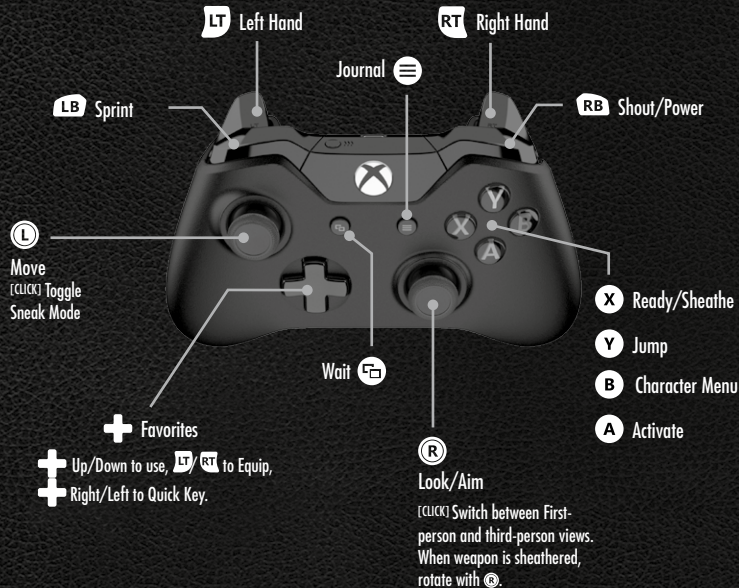 LT Left Hand
RT Right Hand
Journal
LB Sprint
RB Shout/Power
L
Move
[CLICK] Toggle
Sneak Mode
Y
X B
A
X Ready/Sheathe
Y Jump
B Character Menu
A Activate
Wait
Favorites
Up/Down to use, LT/ RT to Equip,
Right/Left to Quick Key.
R
Look/Aim
[CLICK] Switch between First-
person and third-person views.
When weapon is sheathered,
rotate with R.